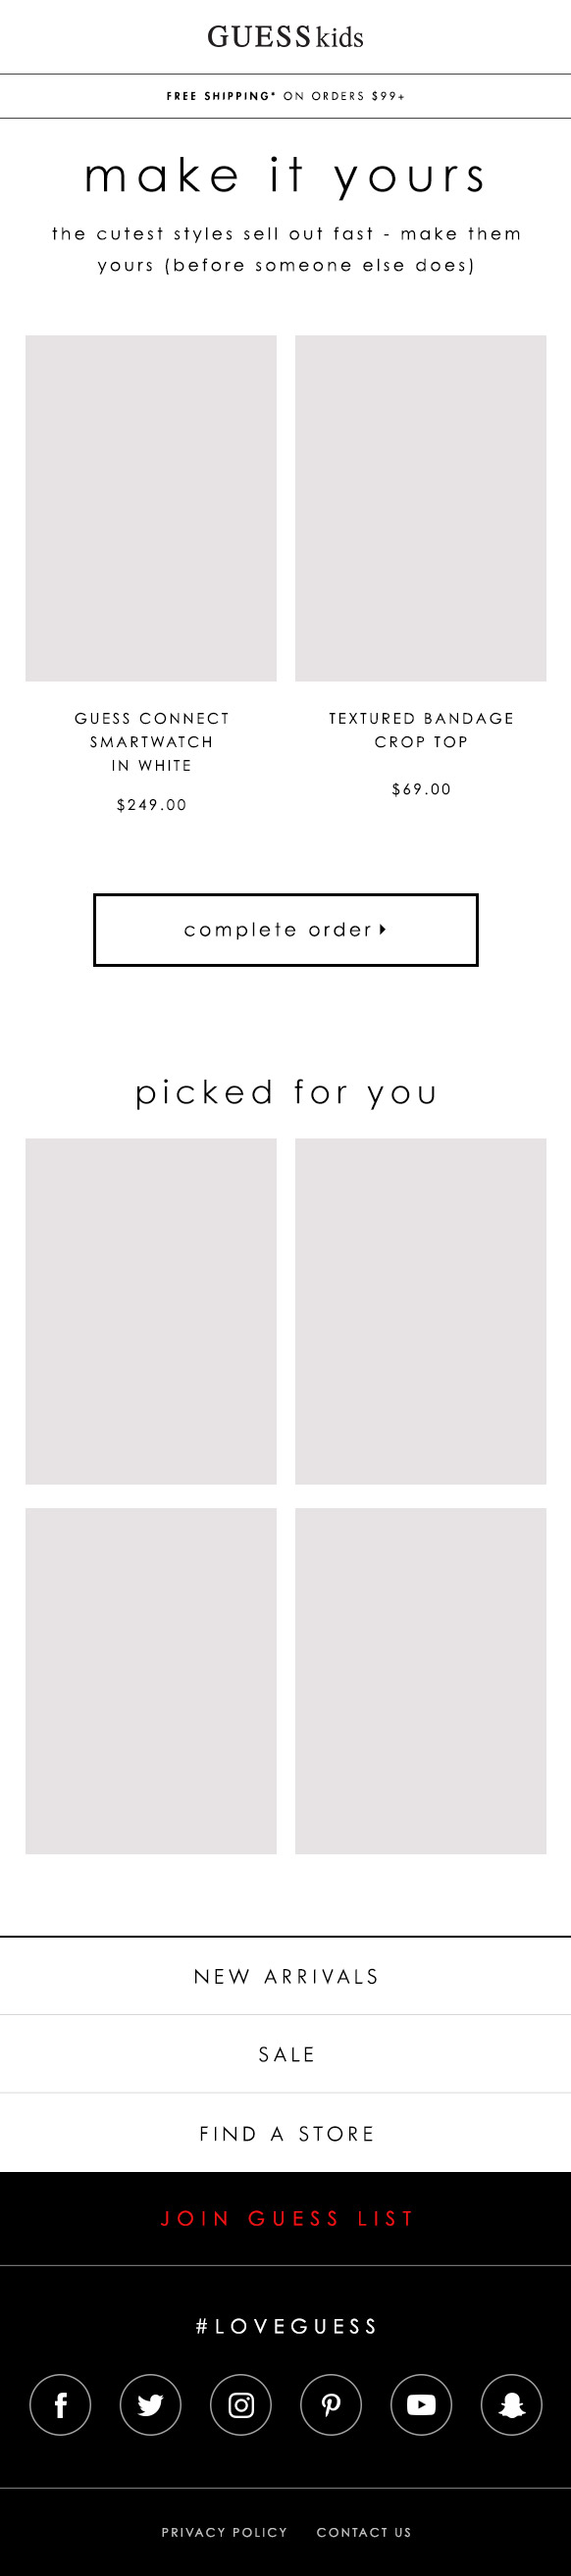 GUESS kids
FREE SHIPPING* ON ORDERS $99+
make it yours
the cutest styles sell out fast - make them
yours (before someone else does)
GUESS CONNECT
SMARTWATCH
IN WHITE
$249.00
TEXTURED BANDAGE
CROP TOP
$69.00
complete order
picked for you
NEW ARRIVALS
SALE
FIND A STORE
JOIN GUESS LIST
#LOVEGUESS
PRIVACY POLICY CONTACT US